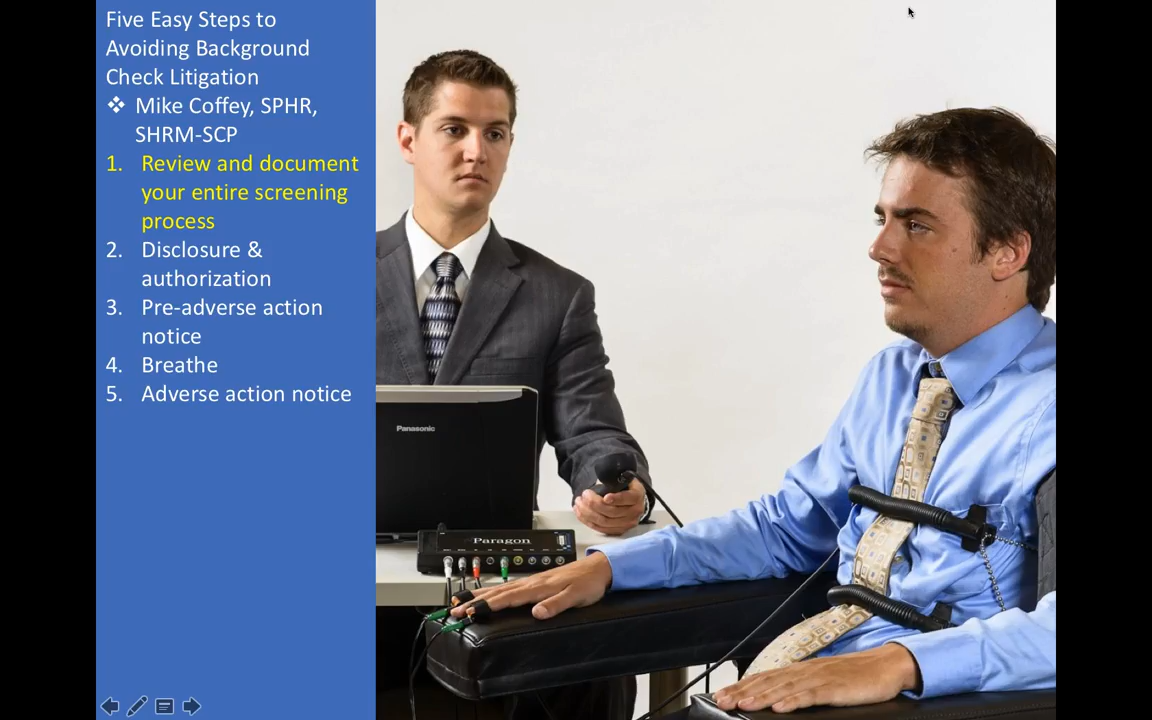 Five Easy Steps to
Avoiding Background
Check Litigation
❖ Mike Coffey, SPHR,
SHRM-SCP
1. Review and document
your entire screening
process
2. Disclosure &
authorization
3. Pre-adverse action
notice
4. Breathe
5. Adverse action notice
Panasonic
Paragon